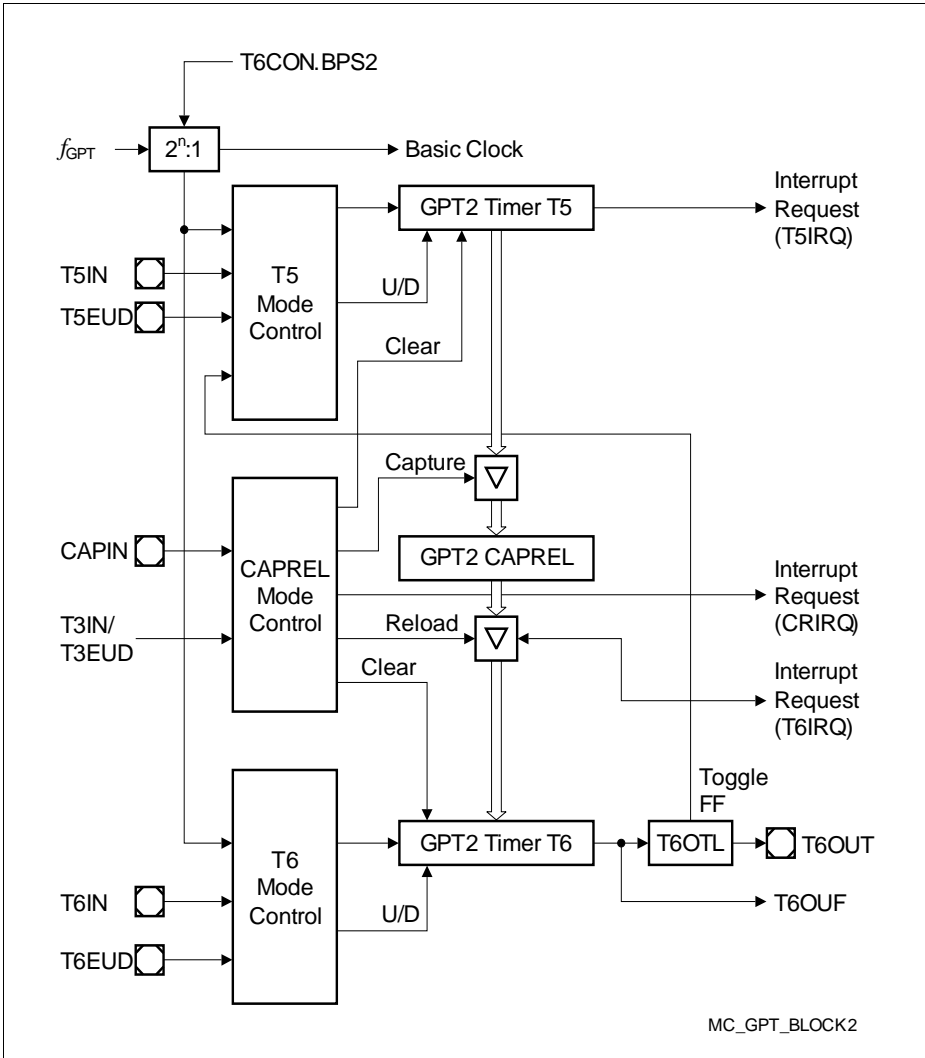 T6CON.BPS2
fGPT
2ⁿ:1
Basic Clock
GPT2 Timer T5
Interrupt
Request
(T5IRQ)
T5IN
T5EUD
T5
Mode
Control
U/D
Clear
Capture
CAPIN
T3IN/
T3EUD
CAPREL
Mode
Control
GPT2 CAPREL
Interrupt
Request
(CRIRQ)
Reload
Clear
Interrupt
Request
(T6IRQ)
Toggle
FF
GPT2 Timer T6
T6OTL
T6OUT
T6OUF
T6
Mode
Control
U/D
T6IN
T6EUD
MC_GPT_BLOCK2